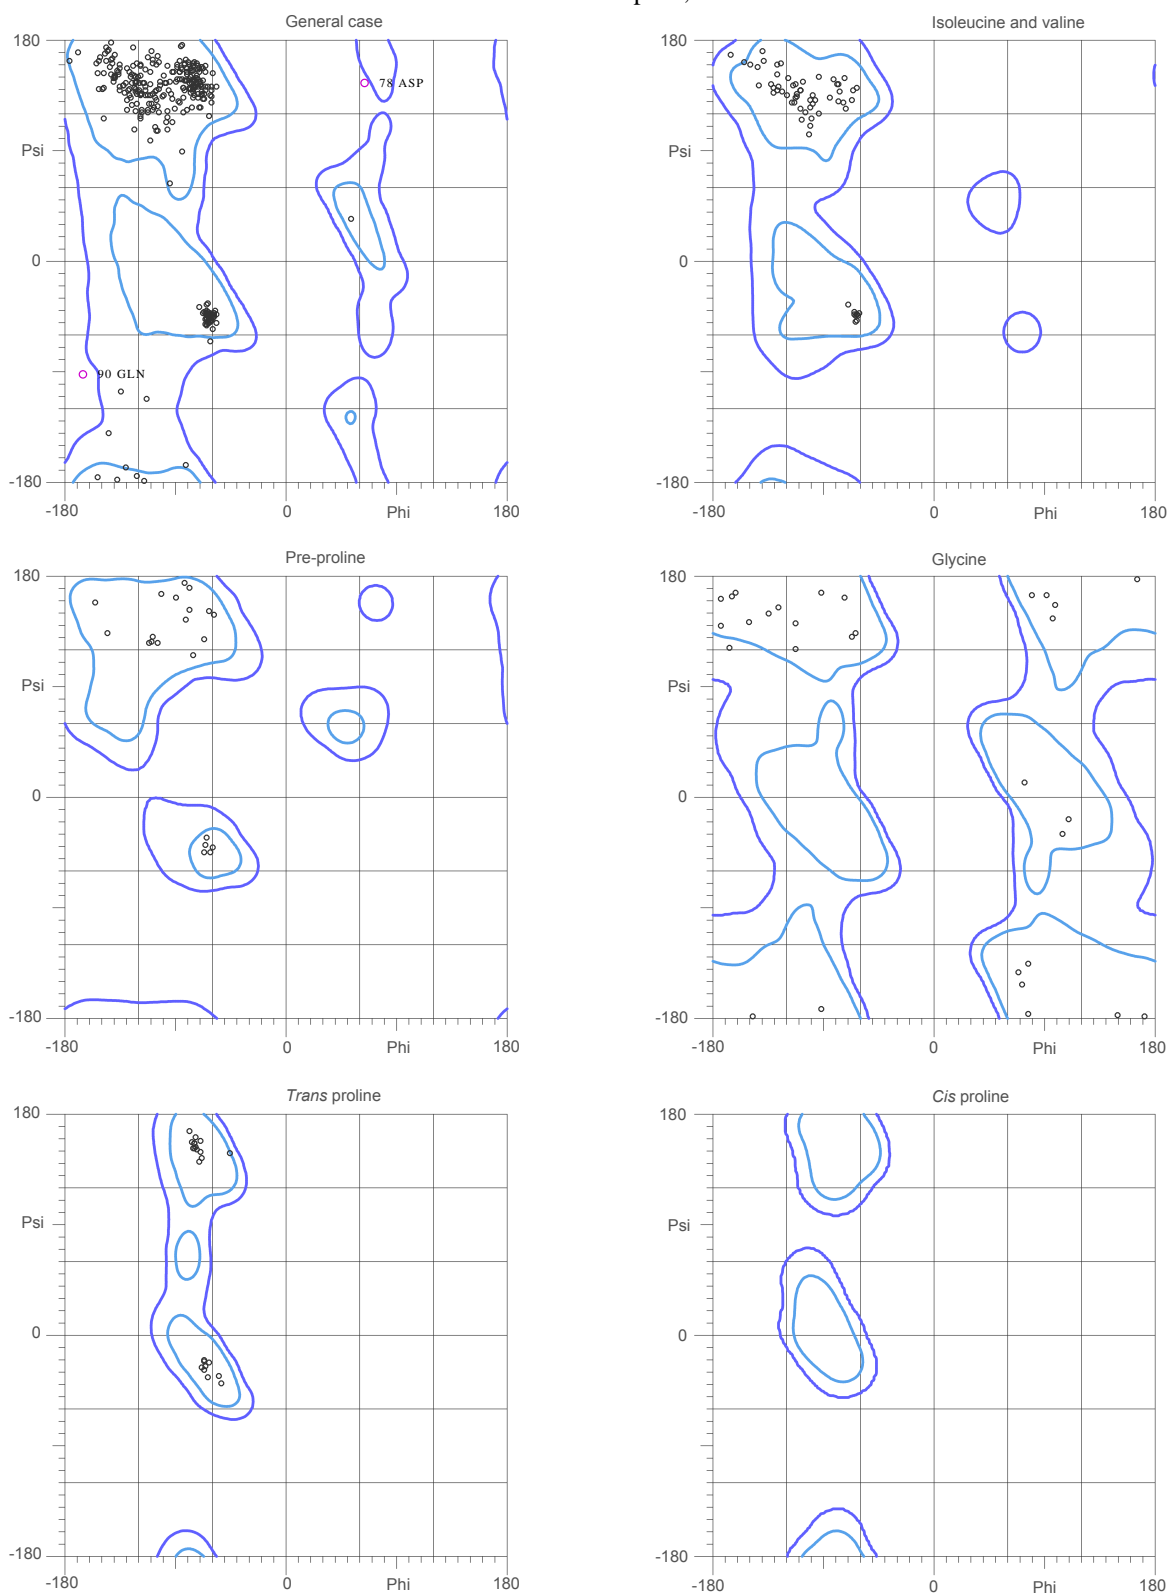 General case
180
Psi
0
-180
-180
0
Phi
180
78 ASP
90 GLN
Isoleucine and valine
180
Psi
0
-180
-180
0
Phi
180
Pre-proline
180
Psi
0
-180
-180
0
Phi
180
Glycine
180
Psi
0
-180
-180
0
Phi
180
Trans proline
180
Psi
0
-180
-180
0
Phi
180
Cis proline
180
Psi
0
-180
-180
0
Phi
180